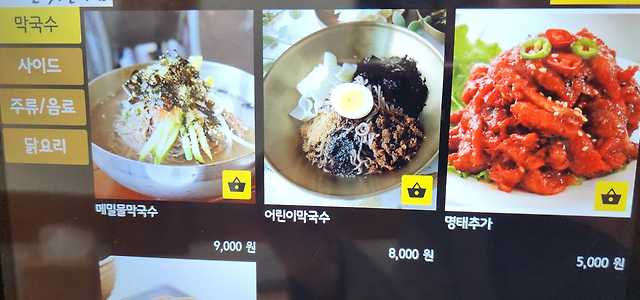 막국수
사이드
주류/음료
닭요리
메밀물막국수
9,000 원
어린이막국수
8,000 원
명태추가
5,000 원